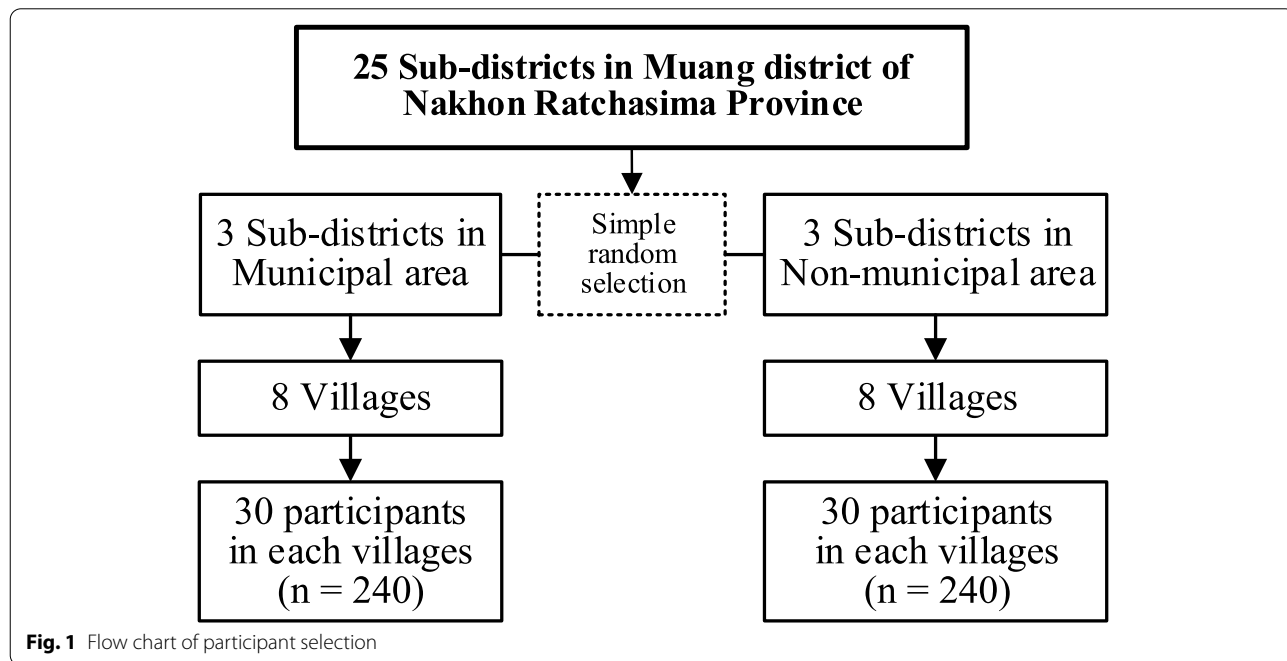 25 Sub-districts in Muang district of
Nakhon Ratchasima Province
3 Sub-districts in
Municipal area
Simple
random
selection
3 Sub-districts in
Non-municipal area
8 Villages
8 Villages
30 participants
in each villages
(n = 240)
30 participants
in each villages
(n = 240)
Fig. 1 Flow chart of participant selection